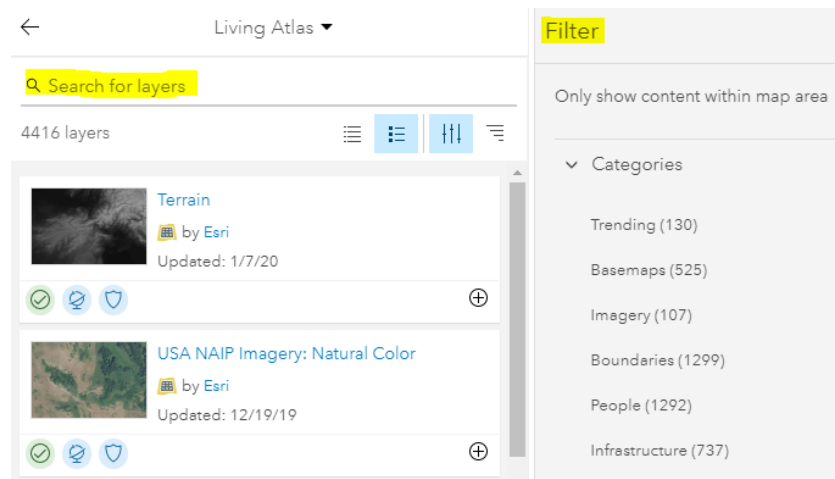 Living Atlas
Search for layers
4416 layers
Terrain
by Esri
Updated: 1/7/20
USA NAIP Imagery: Natural Color
by Esri
Updated: 12/19/19
Filter
Only show content within map area
Categories
Trending (130)
Basemaps (525)
Imagery (107)
Boundaries (1299)
People (1292)
Infrastructure (737)